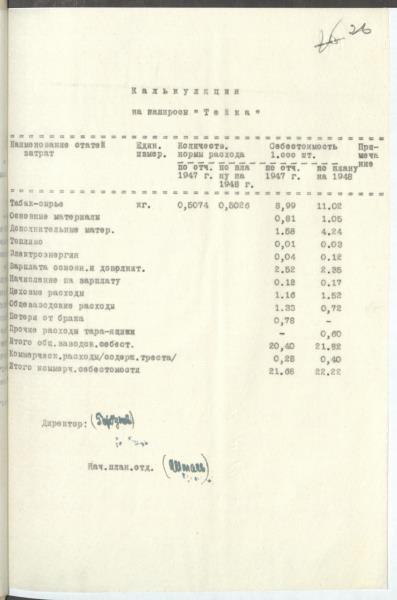 26
Калькуляция
на папиросы "Тейка"
Наименование статей затрат Един. измер. Количеств. нормы расхода Себестоимость 1.000 шт. Примечание
по отч. 1947 г. по плану на 1948 г. по отч. 1947 г. по плану на 1948
Табак-сырье кг. 0,5074 0,5026 8,99 11.02
Основные материалы 0,81 1.05
Дополнительные матер. 1.58 4.24
Топливо 0,01 0.03
Электроэнергия 0,04 0.12
Зарплата основн.и дополнит. 2.52 2.35
Начисление на зарплату 0.18 0.17
Цеховые расходы 1.16 1.52
Общезаводские расходы 1.33 0,72
Потери от брака 0,78 -
Прочие расходы тара-ящики - 0,60
Итого общ.заводов.себест. 20,40 21.82
Коммерческ.расходы/содерж.треста/ 0,28 0,40
Итого коммерч.себестоимости 21.68 22.22
Директор:
Нач.план.отд.